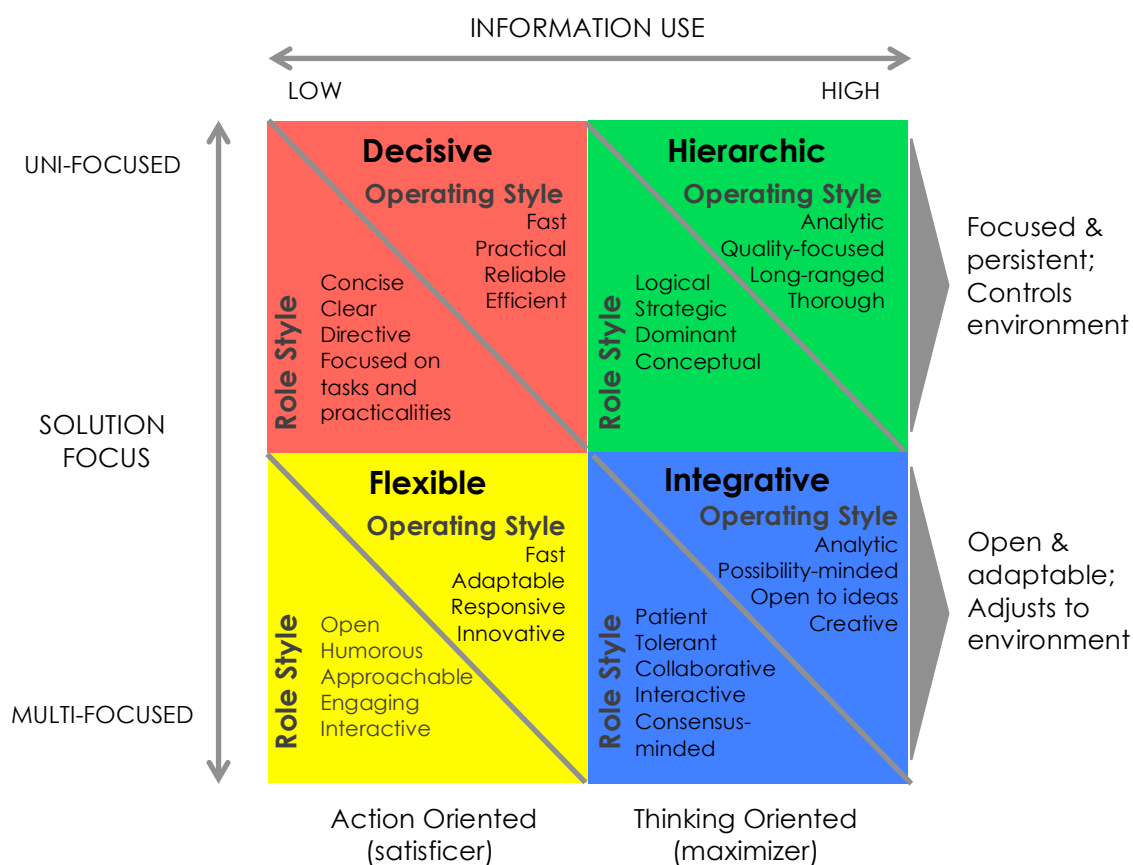 INFORMATION USE
LOW
HIGH
UNI-FOCUSED
SOLUTION
FOCUS
MULTI-FOCUSED
Decisive
Operating Style
Fast
Practical
Reliable
Efficient
Role Style
Concise
Clear
Directive
Focused on
tasks and
practicalities
Hierarchic
Operating Style
Analytic
Quality-focused
Long-ranged
Thorough
Role Style
Logical
Strategic
Dominant
Conceptual
Focused &
persistent;
Controls
environment
Flexible
Operating Style
Fast
Adaptable
Responsive
Innovative
Role Style
Open
Humorous
Approachable
Engaging
Interactive
Integrative
Operating Style
Analytic
Possibility-minded
Open to ideas
Creative
Role Style
Patient
Tolerant
Collaborative
Interactive
Consensus-
minded
Open &
adaptable;
Adjusts to
environment
Action Oriented
(satisficer)
Thinking Oriented
(maximizer)